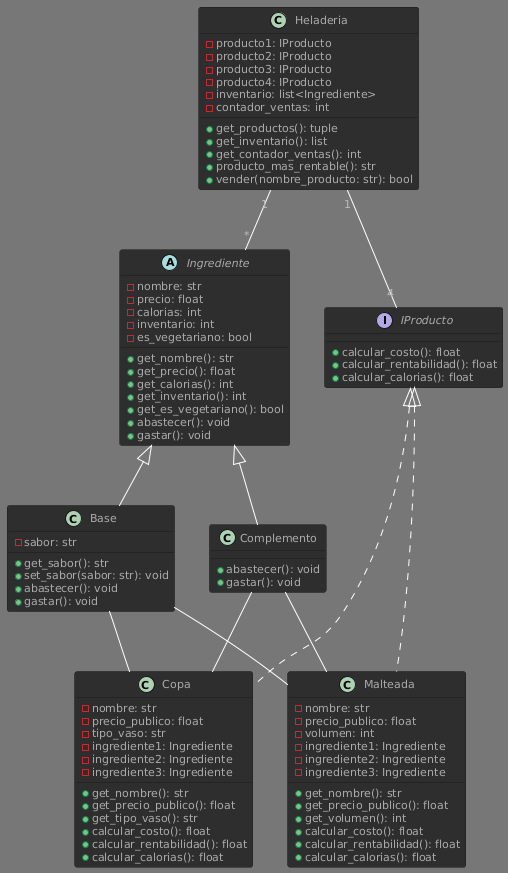 C Heladeria
producto1: IProducto
producto2: IProducto
producto3: IProducto
producto4: IProducto
inventario: list<Ingrediente>
contador_ventas: int
get_productos(): tuple
get_inventario(): list
get_contador_ventas(): int
producto_mas_rentable(): str
vender(nombre_producto: str): bool
1
1
*
4
A Ingrediente
nombre: str
precio: float
calorias: int
inventario: int
es_vegetariano: bool
get_nombre(): str
get_precio(): float
get_calorias(): int
get_inventario(): int
get_es_vegetariano(): bool
abastecer(): void
gastar(): void
I IProducto
calcular_costo(): float
calcular_rentabilidad(): float
calcular_calorias(): float
C Base
sabor: str
get_sabor(): str
set_sabor(sabor: str): void
abastecer(): void
gastar(): void
C Complemento
abastecer(): void
gastar(): void
C Copa
nombre: str
precio_publico: float
tipo_vaso: str
ingrediente1: Ingrediente
ingrediente2: Ingrediente
ingrediente3: Ingrediente
get_nombre(): str
get_precio_publico(): float
get_tipo_vaso(): str
calcular_costo(): float
calcular_rentabilidad(): float
calcular_calorias(): float
C Malteada
nombre: str
precio_publico: float
volumen: int
ingrediente1: Ingrediente
ingrediente2: Ingrediente
ingrediente3: Ingrediente
get_nombre(): str
get_precio_publico(): float
get_volumen(): int
calcular_costo(): float
calcular_rentabilidad(): float
calcular_calorias(): float